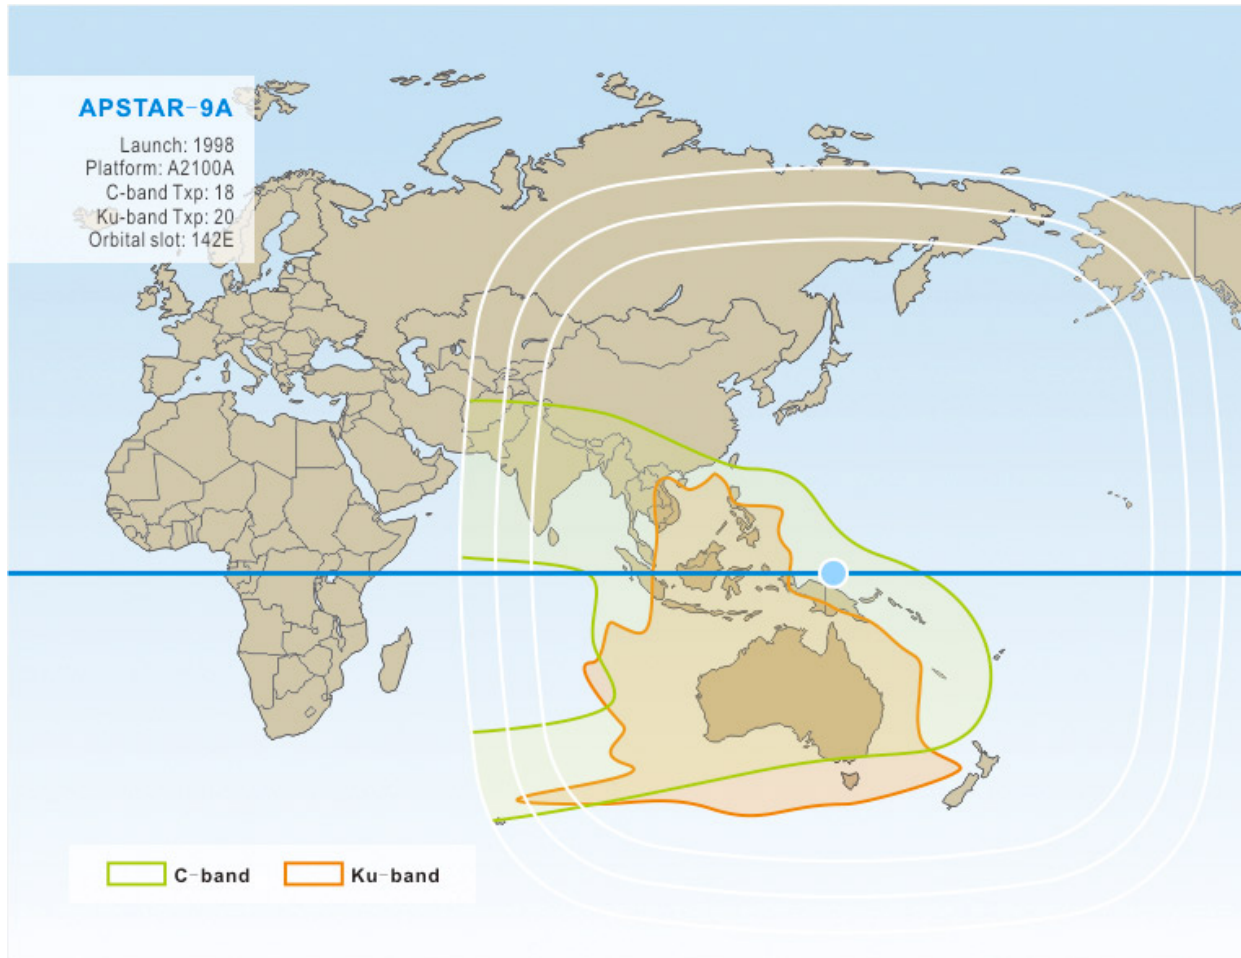 APSTAR-9A
Launch: 1998
Platform: A2100A
C-band Txp: 18
Ku-band Txp: 20
Orbital slot: 142E
C-band
Ku-band